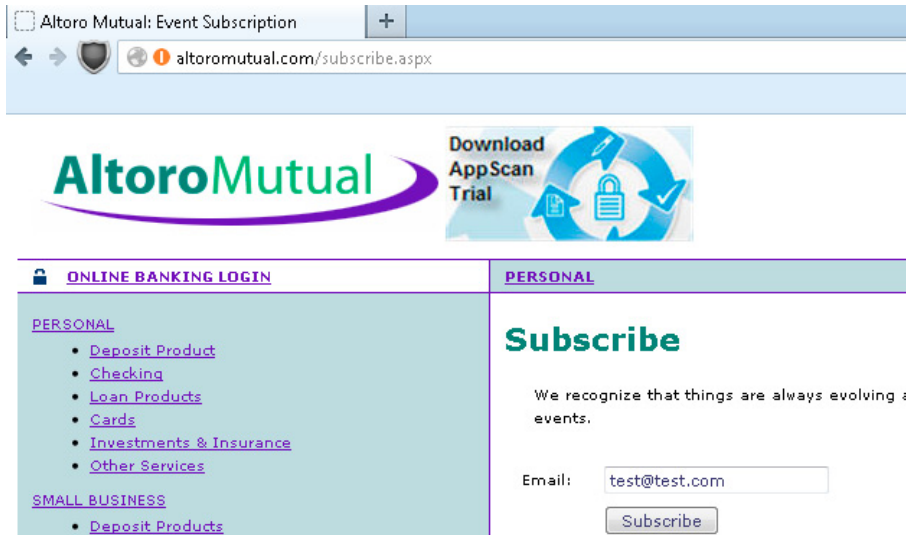 Altoro Mutual: Event Subscription
altoromutual.com/subscribe.aspx
AltoroMutual
Download
AppScan
Trial
ONLINE BANKING LOGIN
PERSONAL
PERSONAL
Deposit Product
Checking
Loan Products
Cards
Investments & Insurance
Other Services
SMALL BUSINESS
Deposit Products
Subscribe
We recognize that things are always evolving
events.
Email: test@test.com
Subscribe